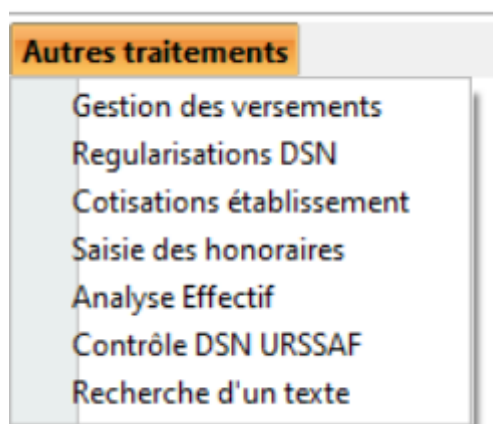 Autres traitements
Gestion des versements
Regularisations DSN
Cotisations établissement
Saisie des honoraires
Analyse Effectif
Contrôle DSN URSSAF
Recherche d'un texte